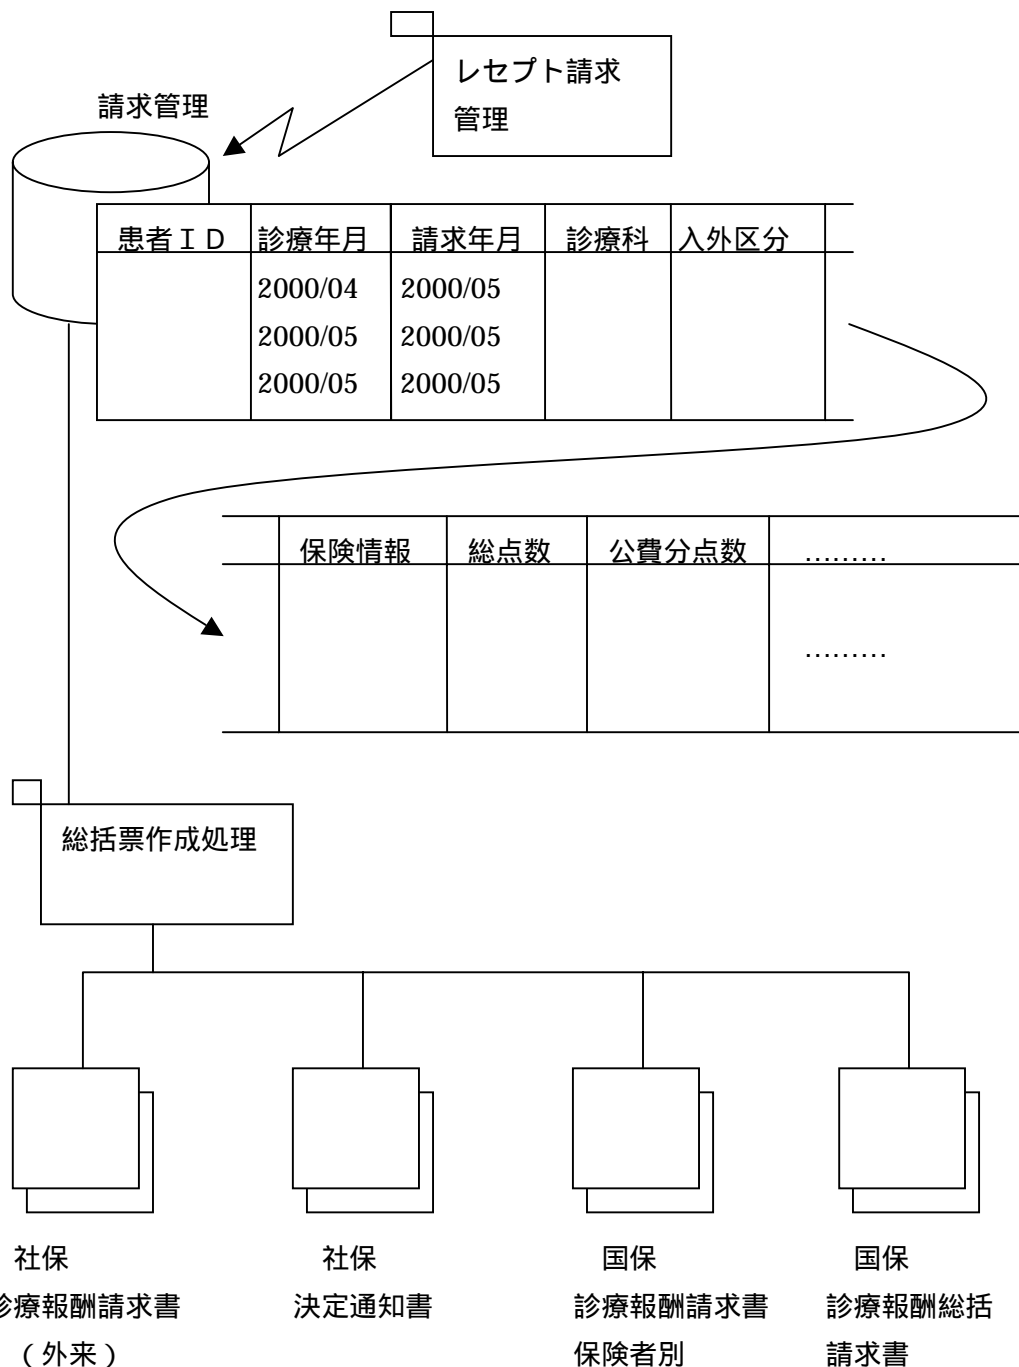 レセプト請求
管理
請求管理
患者ＩＤ 診療年月 請求年月 診療科 入外区分
2000/04 2000/05
2000/05 2000/05
2000/05 2000/05
保険情報 総点数 公費分点数 ………
………
総括票作成処理
社保
診療報酬請求書
（外来）
社保
決定通知書
国保
診療報酬請求書
保険者別
国保
診療報酬総括
請求書